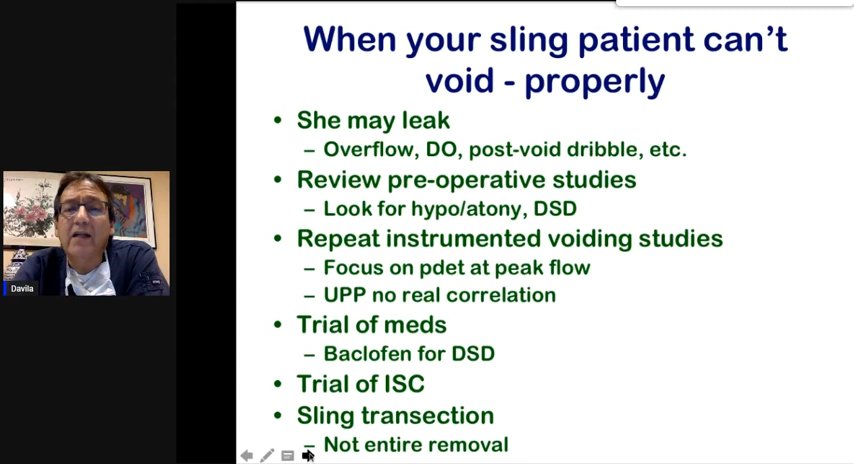 When your sling patient can't
void - properly
• She may leak
– Overflow, DO, post-void dribble, etc.
• Review pre-operative studies
– Look for hypo/atony, DSD
• Repeat instrumented voiding studies
– Focus on pdet at peak flow
– UPP no real correlation
• Trial of meds
– Baclofen for DSD
• Trial of ISC
• Sling transection
– Not entire removal
Davila